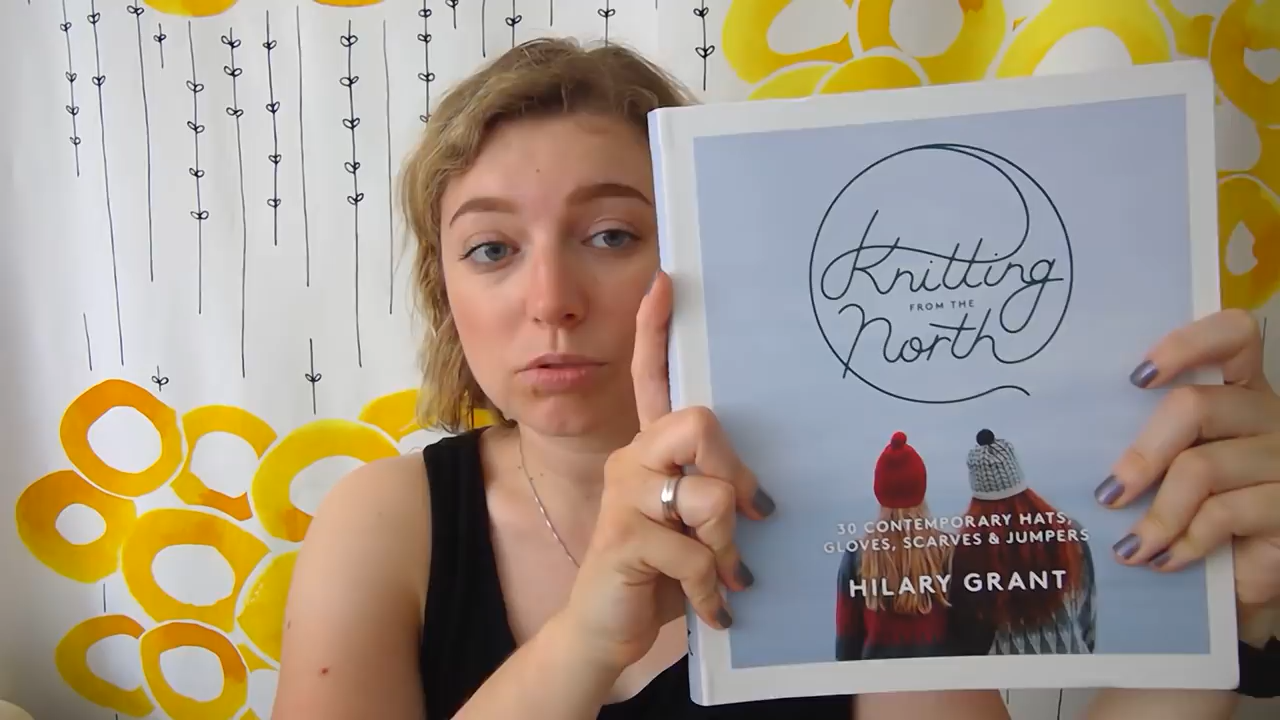 Knitting
FROM THE
North
30 CONTEMPORARY HATS,
GLOVES, SCARVES & JUMPERS
HILARY GRANT